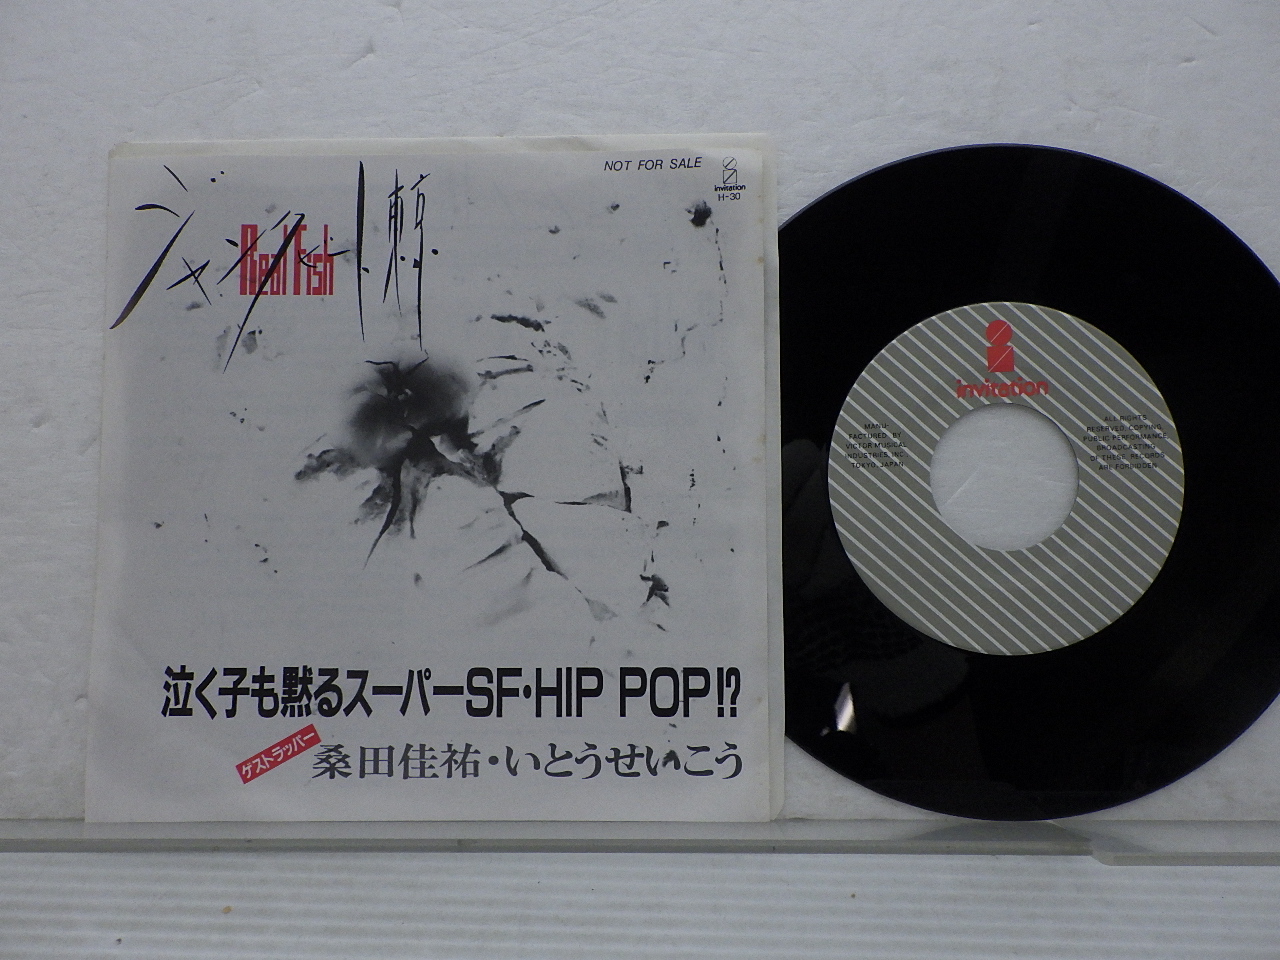 NOT FOR SALE
invitation
H-30
ジャンクビート東京
Real Fish
泣く子も黙るスーパーSF・HIP POP!?
ゲストラッパー
桑田佳祐・いとうせいこう
invitation
MANU-
FACTURED BY
VICTOR MUSICAL
INDUSTRIES, INC.
TOKYO, JAPAN
ALL RIGHTS
RESERVED COPYING,
PUBLIC PERFORMANCE,
BROADCASTING
OF THESE RECORDS
ARE FORBIDDEN